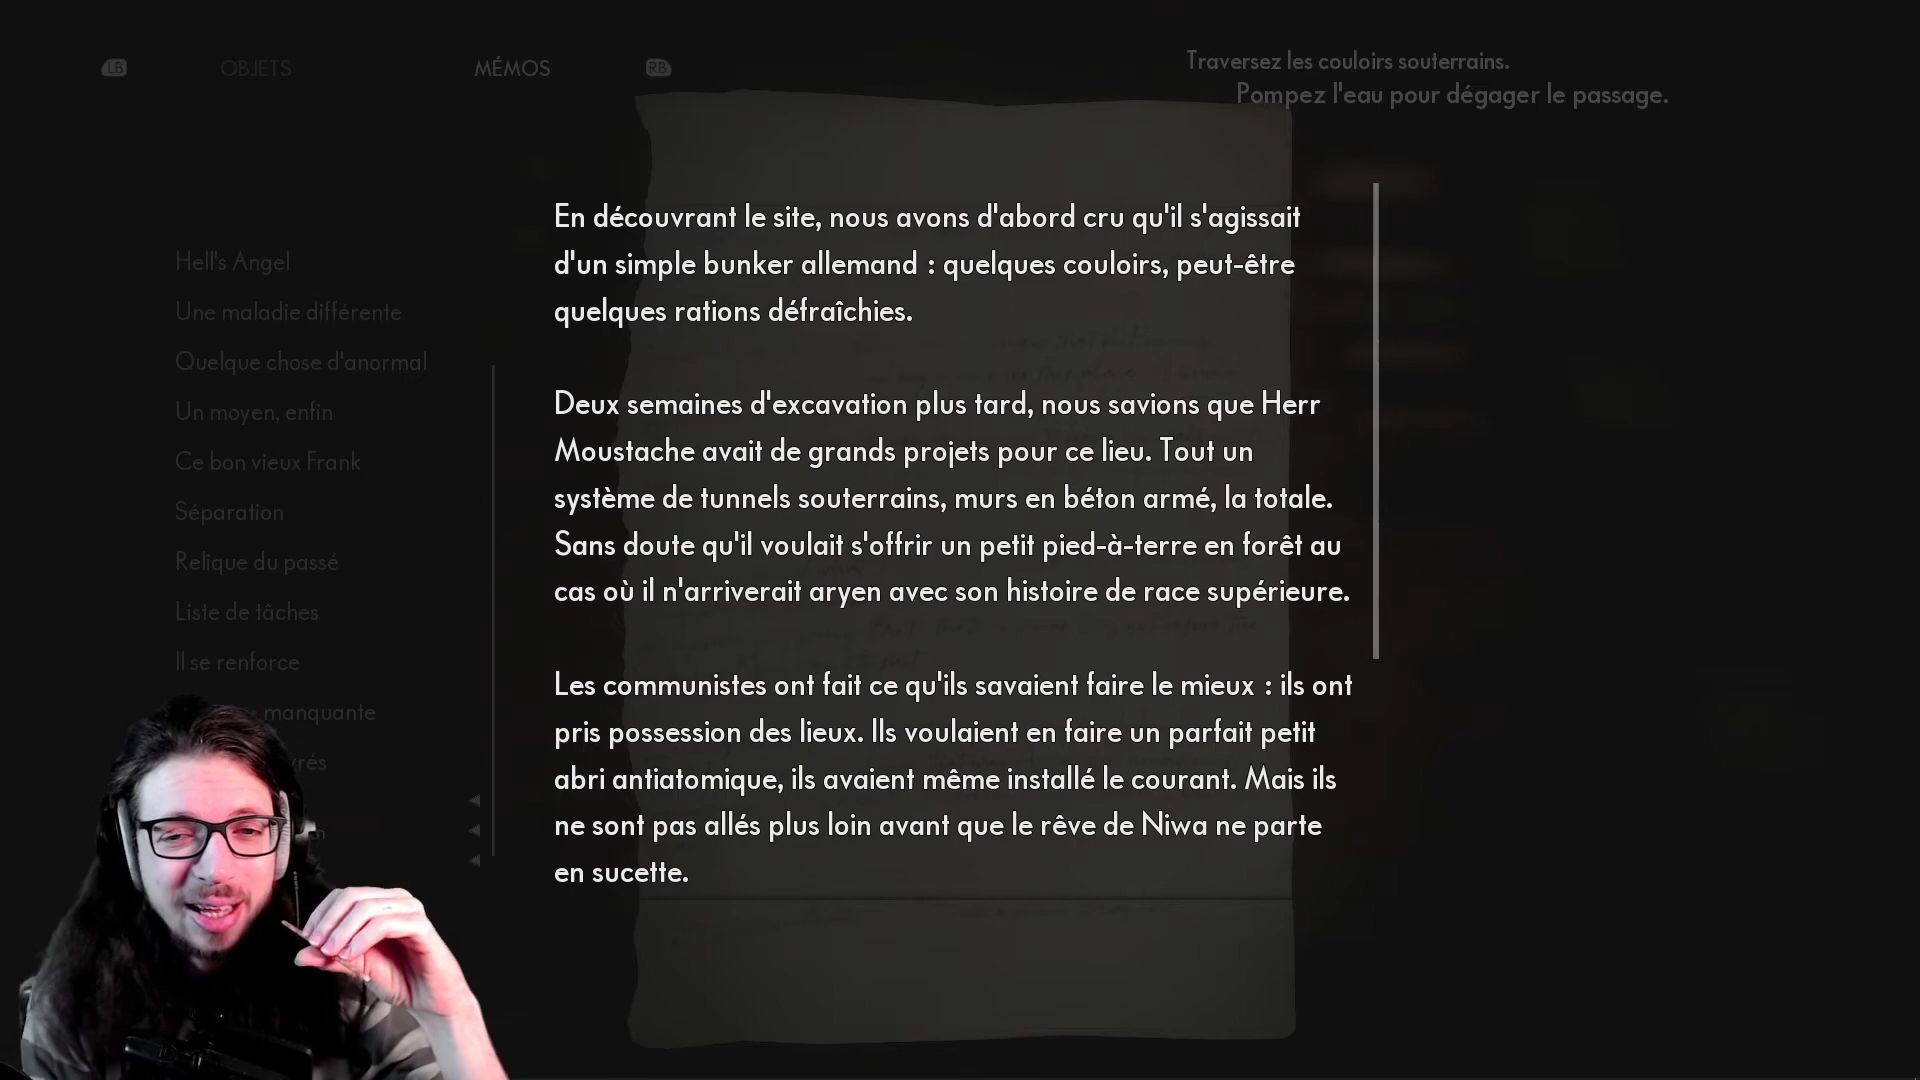 LB
OBJETS
MÉMOS
RB
Traversez les couloirs souterrains.
Pompez l'eau pour dégager le passage.
Hell's Angel
Une maladie différente
Quelque chose d'anormal
Un moyen, enfin
Ce bon vieux Frank
Séparation
Relique du passé
Liste de tâches
Il se renforce
manquante
En découvrant le site, nous avons d'abord cru qu'il s'agissait
d'un simple bunker allemand : quelques couloirs, peut-être
quelques rations défraîchies.
Deux semaines d'excavation plus tard, nous savions que Herr
Moustache avait de grands projets pour ce lieu. Tout un
système de tunnels souterrains, murs en béton armé, la totale.
Sans doute qu'il voulait s'offrir un petit pied-à-terre en forêt au
cas où il n'arriverait aryen avec son histoire de race supérieure.
Les communistes ont fait ce qu'ils savaient faire le mieux : ils ont
pris possession des lieux. Ils voulaient en faire un parfait petit
abri antiatomique, ils avaient même installé le courant. Mais ils
ne sont pas allés plus loin avant que le rêve de Niwa ne parte
en sucette.